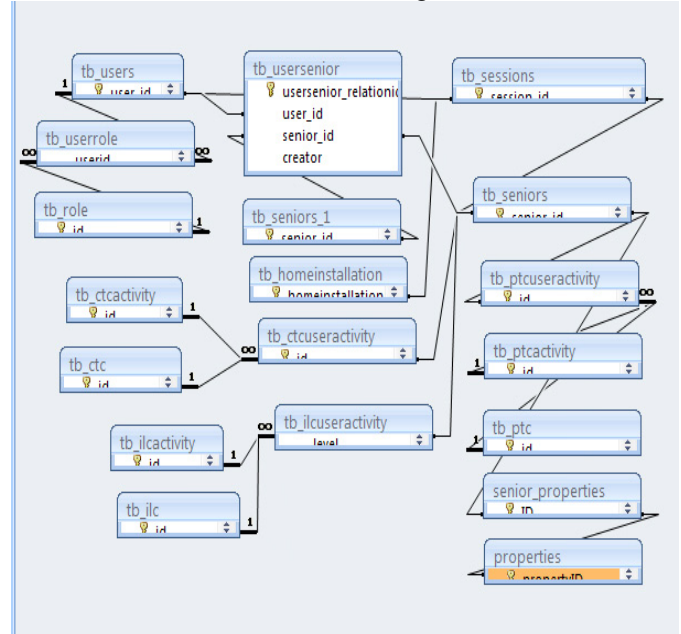 tb_users
user_id
1
tb_userrole
userid
∞
∞
tb_role
id
1
tb_usersenior
usersenior_relationid
user_id
senior_id
creator
tb_sessions
session_id
tb_seniors
senior_id
tb_seniors_1
senior_id
tb_homeinstallation
homeinstallation
tb_ctcactivity
id
1
tb_ctc
id
1
∞
tb_ctcuseractivity
id
tb_ptcuseractivity
id
∞
tb_ptcactivity
id
1
tb_ptc
id
1
tb_ilcactivity
id
1
tb_ilc
id
1
∞
tb_ilcuseractivity
level
senior_properties
ID
properties
propertyID